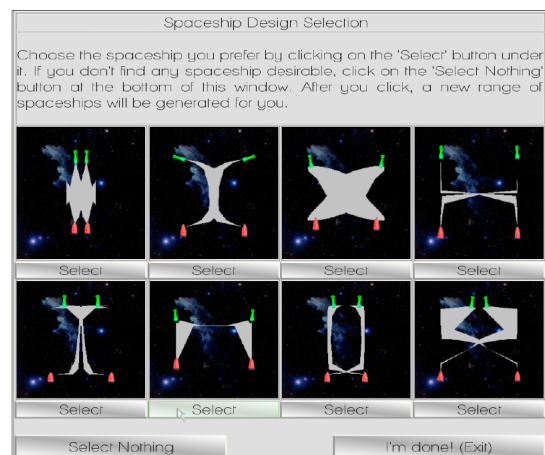 Spaceship Design Selection
Choose the spaceship you prefer by clicking on the 'Select' button under
it. If you don't find any spaceship desirable, click on the 'Select Nothing'
button at the bottom of this window. After you click, a new range of
spaceships will be generated for you.
Select Select Select Select
Select Select Select Select
Select Nothing I'm done! (Exit)